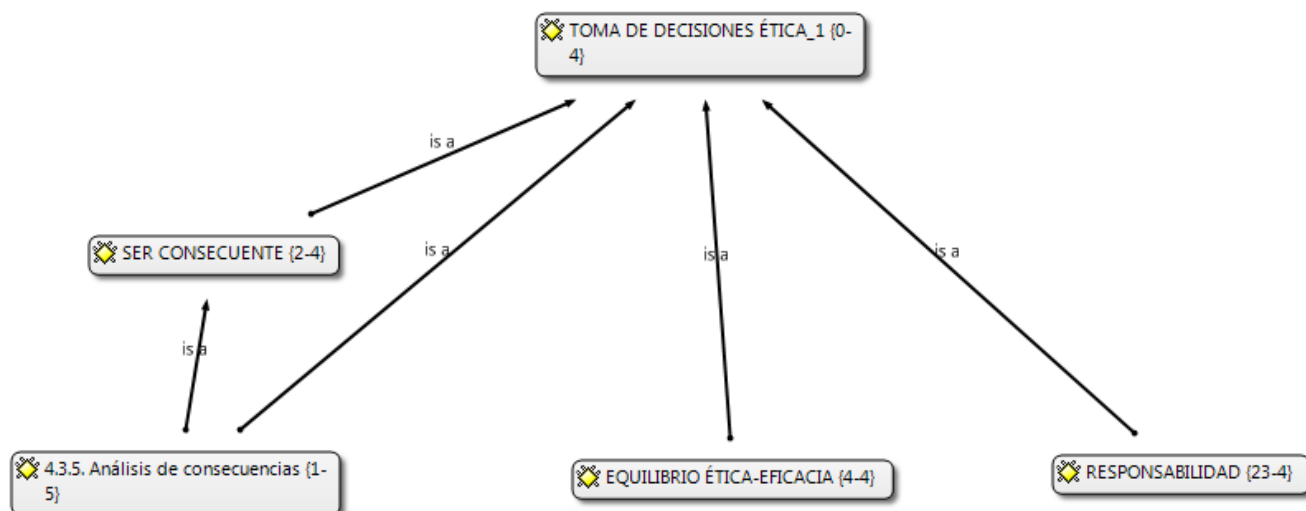 TOMA DE DECISIONES ÉTICA_1 {0-
4}
is a
is a
is a
is a
SER CONSECUENTE {2-4}
is a
4.3.5. Análisis de consecuencias {1-
5}
EQUILIBRIO ÉTICA-EFICACIA {4-4}
RESPONSABILIDAD {23-4}